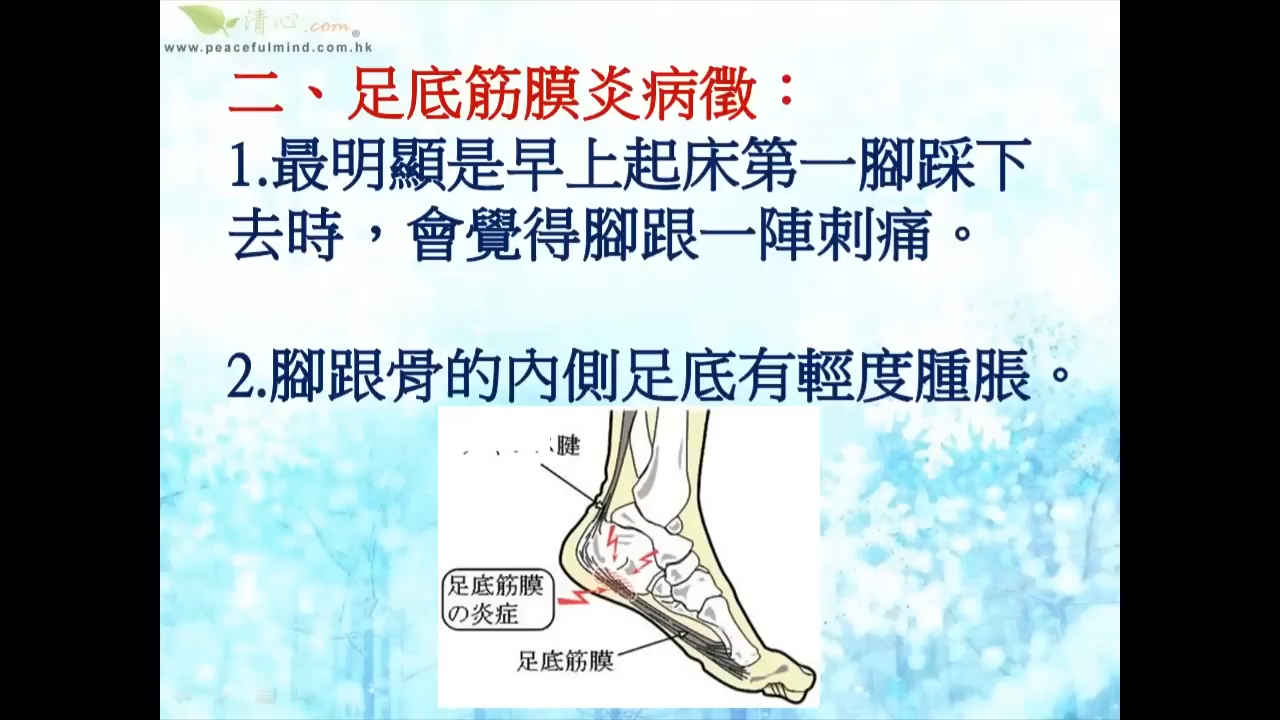 清心.com®
www.peacefulmind.com.hk
二、足底筋膜炎病徵：
1.最明顯是早上起床第一腳踩下
去時，會覺得腳跟一陣刺痛。
2.腳跟骨的內側足底有輕度腫脹。
腱
足底筋膜
の炎症
足底筋膜